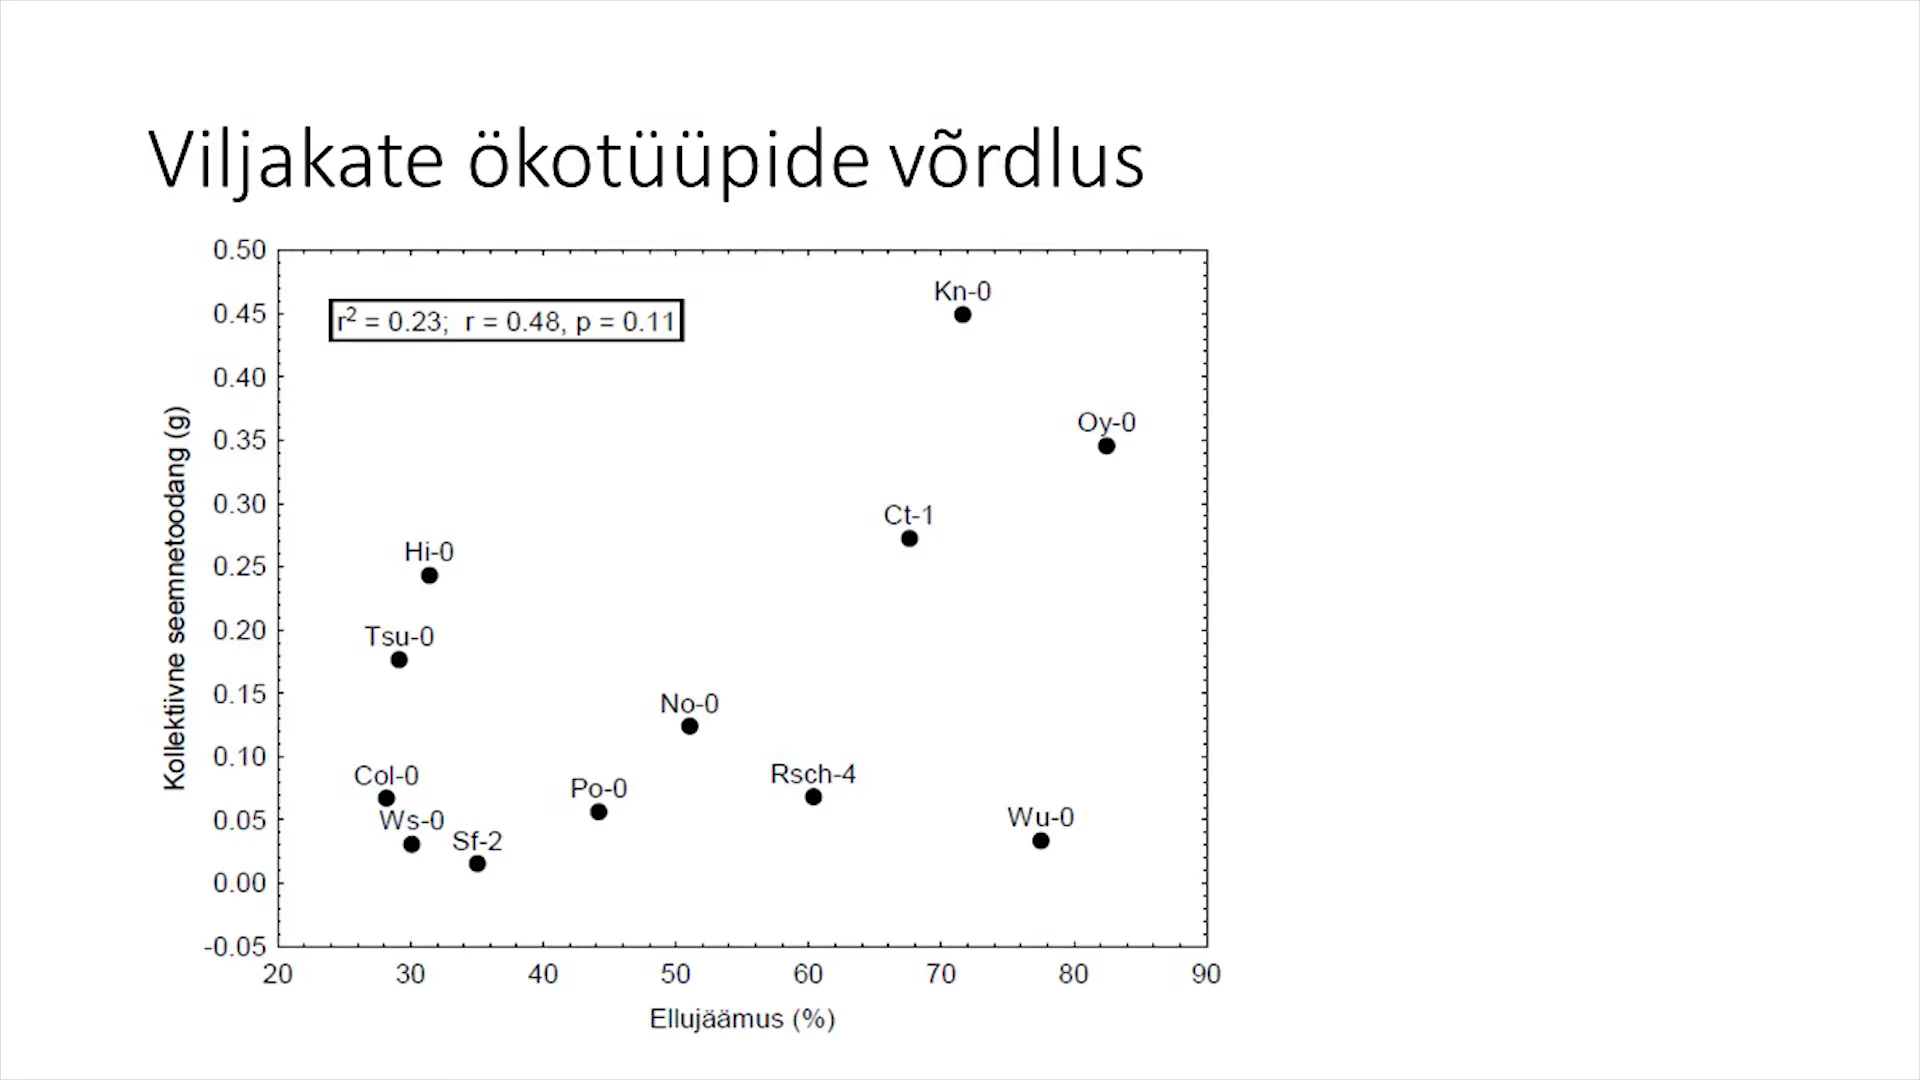 Viljakate ökotüüpide võrdlus
r² = 0.23; r = 0.48, p = 0.11
Kollektiivne seemnetoodang (g)
0.50
0.45
0.40
0.35
0.30
0.25
0.20
0.15
0.10
0.05
0.00
-0.05
Kn-0
Oy-0
Ct-1
Hi-0
Tsu-0
No-0
Rsch-4
Col-0
Po-0
Wu-0
Ws-0
Sf-2
20 30 40 50 60 70 80 90
Ellujäämus (%)